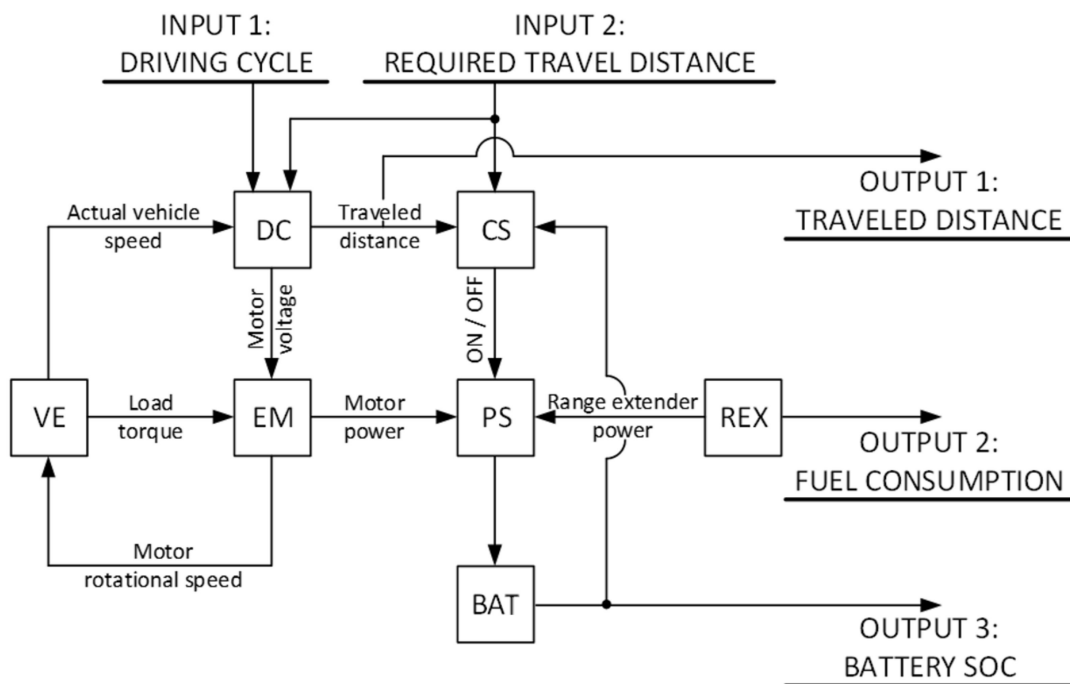 INPUT 1:
DRIVING CYCLE
INPUT 2:
REQUIRED TRAVEL DISTANCE
OUTPUT 1:
TRAVELED DISTANCE
Actual vehicle
speed
DC
Traveled
distance
CS
Motor
voltage
ON / OFF
VE
Load
torque
EM
Motor
power
PS
Range extender
power
REX
OUTPUT 2:
FUEL CONSUMPTION
Motor
rotational speed
BAT
OUTPUT 3:
BATTERY SOC